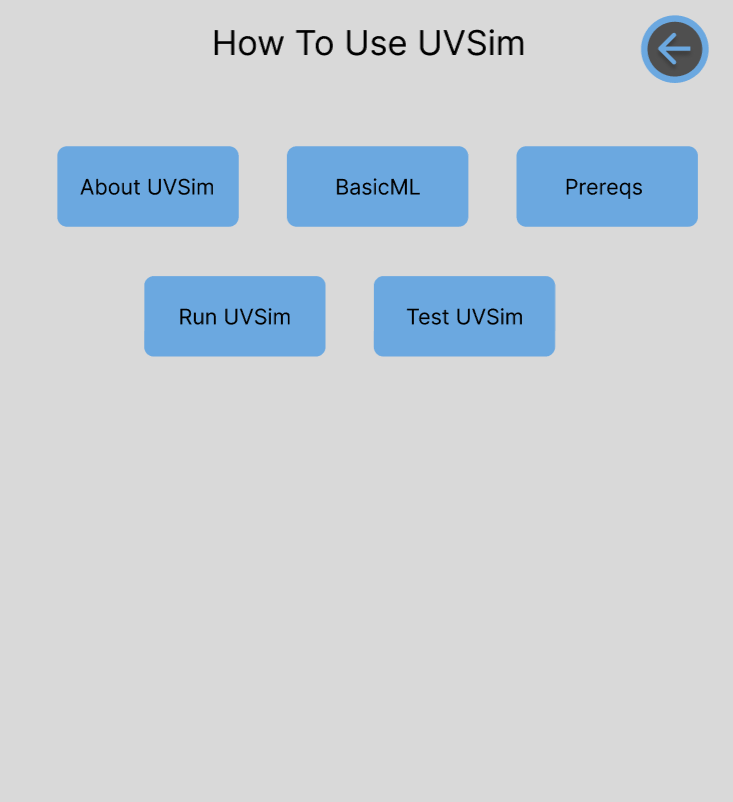 How To Use UVSim
About UVSim
BasicML
Prereqs
Run UVSim
Test UVSim